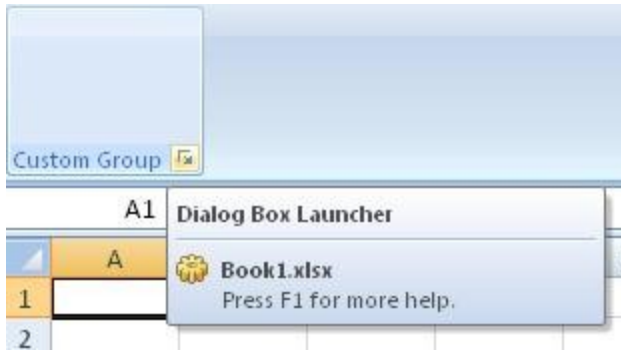 Custom Group
A1
Dialog Box Launcher
A
Book1.xlsx
1
Press F1 for more help.
2